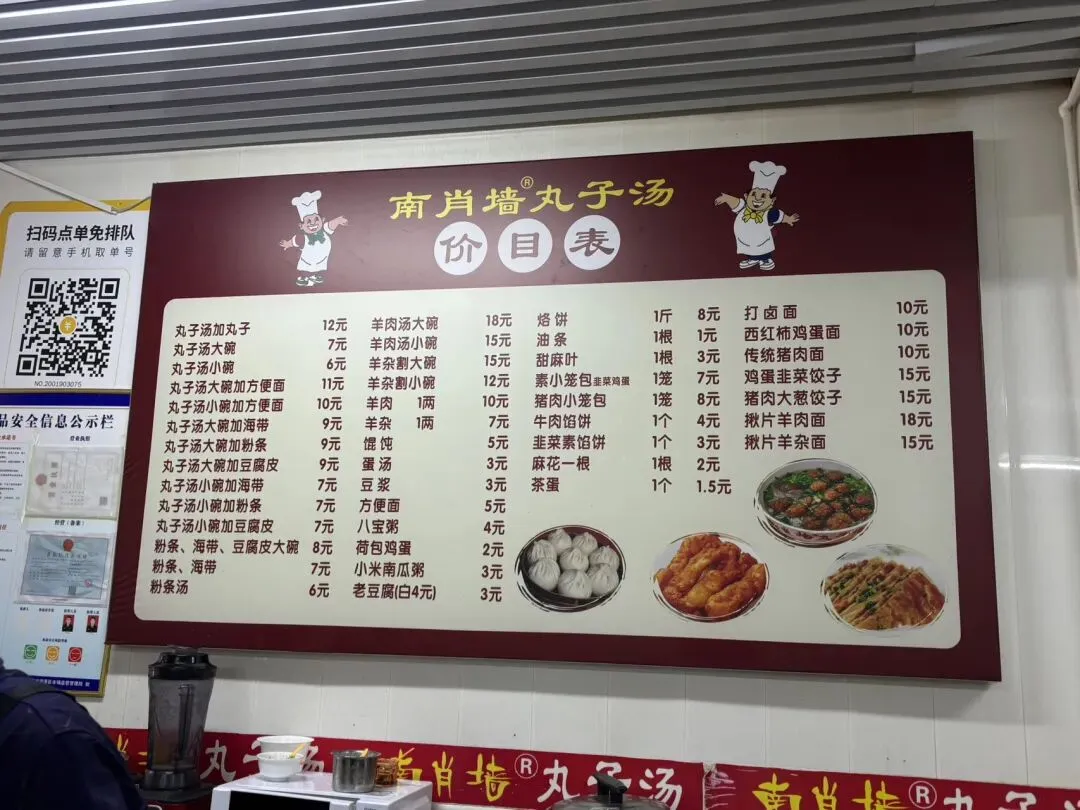 南肖墙®丸子汤
价目表
丸子汤加丸子 12元
丸子汤大碗 7元
丸子汤小碗 6元
丸子汤大碗加方便面 11元
丸子汤小碗加方便面 10元
丸子汤大碗加海带 9元
丸子汤大碗加粉条 9元
丸子汤大碗加豆腐皮 9元
丸子汤小碗加海带 7元
丸子汤小碗加粉条 7元
丸子汤小碗加豆腐皮 7元
粉条、海带、豆腐皮大碗 8元
粉条、海带 7元
粉条汤 6元
羊肉汤大碗 18元
羊肉汤小碗 15元
羊杂割大碗 15元
羊杂割小碗 12元
羊肉 1两 10元
羊杂 1两 7元
馄饨 5元
蛋汤 3元
豆浆 3元
方便面 5元
八宝粥 4元
荷包鸡蛋 2元
小米南瓜粥 3元
老豆腐(白4元) 3元
烙饼 1斤 8元
油条 1根 1元
甜麻叶 1根 3元
素小笼包韭菜鸡蛋 1笼 7元
猪肉小笼包 1笼 8元
牛肉馅饼 1个 4元
韭菜素馅饼 1个 3元
麻花一根 1根 2元
茶蛋 1个 1.5元
打卤面 10元
西红柿鸡蛋面 10元
传统猪肉面 10元
鸡蛋韭菜饺子 15元
猪肉大葱饺子 15元
揪片羊肉面 18元
揪片羊杂面 15元
扫码点单免排队
请留意手机取单号
NO.2001903075
品安全信息公示栏
营业执照
南肖墙®丸子汤
南肖墙®丸子汤